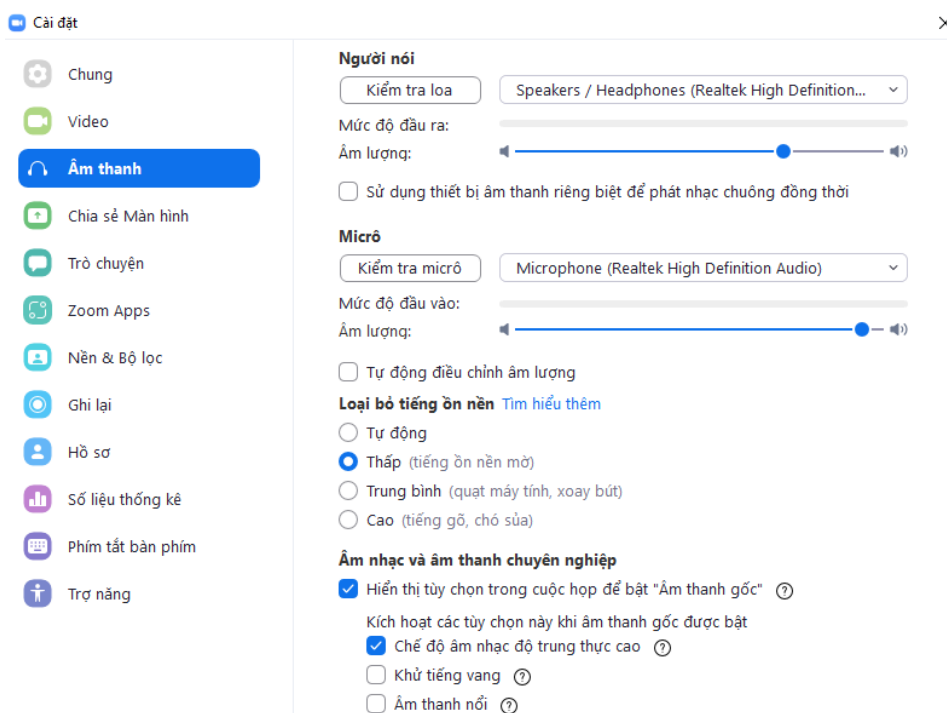 Cài đặt
Chung
Video
Âm thanh
Chia sẻ Màn hình
Trò chuyện
Zoom Apps
Nền & Bộ lọc
Ghi lại
Hồ sơ
Số liệu thống kê
Phím tắt bàn phím
Trợ năng
Người nói
Kiểm tra loa
Speakers / Headphones (Realtek High Definition...
Mức độ đầu ra:
Âm lượng:
Sử dụng thiết bị âm thanh riêng biệt để phát nhạc chuông đồng thời
Micrô
Kiểm tra micrô
Microphone (Realtek High Definition Audio)
Mức độ đầu vào:
Âm lượng:
Tự động điều chỉnh âm lượng
Loại bỏ tiếng ồn nền Tìm hiểu thêm
Tự động
Thấp (tiếng ồn nền mờ)
Trung bình (quạt máy tính, xoay bút)
Cao (tiếng gõ, chó sủa)
Âm nhạc và âm thanh chuyên nghiệp
Hiển thị tùy chọn trong cuộc họp để bật "Âm thanh gốc" ?
Kích hoạt các tùy chọn này khi âm thanh gốc được bật
Chế độ âm nhạc độ trung thực cao ?
Khử tiếng vang ?
Âm thanh nổi ?